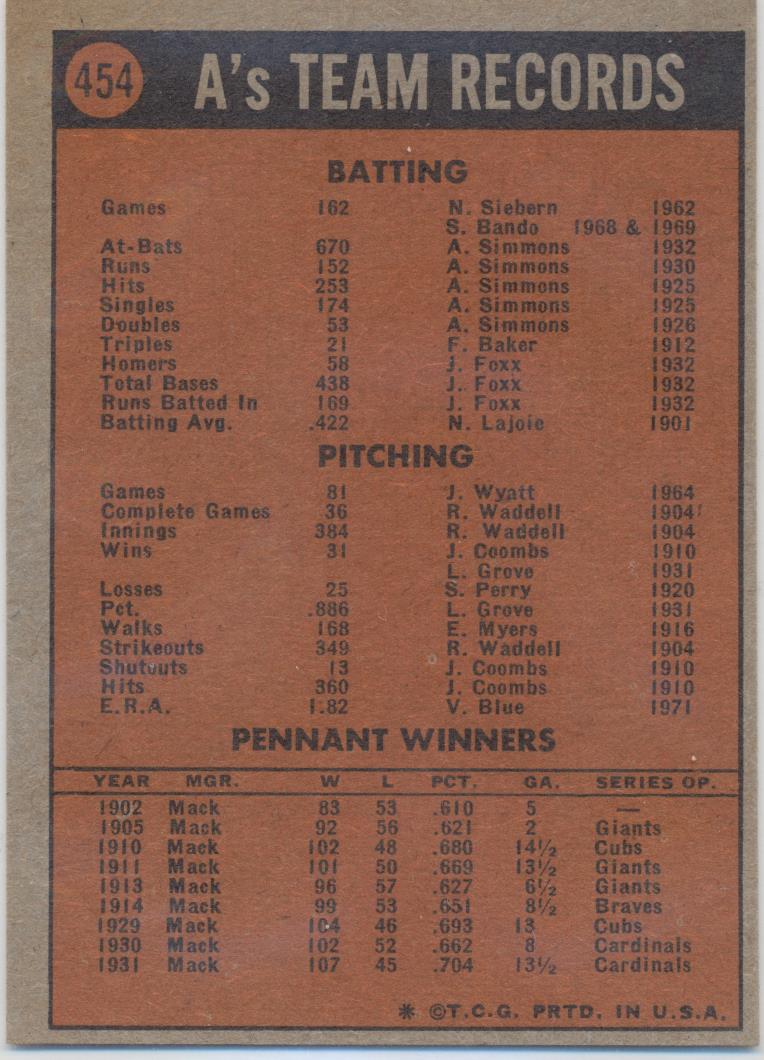 454 A's TEAM RECORDS
BATTING
Games 162 N. Siebern 1962
S. Bando 1968 & 1969
At-Bats 670 A. Simmons 1932
Runs 152 A. Simmons 1930
Hits 253 A. Simmons 1925
Singles 174 A. Simmons 1925
Doubles 53 A. Simmons 1926
Triples 21 F. Baker 1912
Homers 58 J. Foxx 1932
Total Bases 438 J. Foxx 1932
Runs Batted In 169 J. Foxx 1932
Batting Avg. .422 N. Lajoie 1901
PITCHING
Games 81 J. Wyatt 1964
Complete Games 36 R. Waddell 1904
Innings 384 R. Waddell 1904
Wins 31 J. Coombs 1910
L. Grove 1931
Losses 25 S. Perry 1920
Pct. .886 L. Grove 1931
Walks 168 E. Myers 1916
Strikeouts 349 R. Waddell 1904
Shutouts 13 J. Coombs 1910
Hits 360 J. Coombs 1910
E.R.A. 1.82 V. Blue 1971
PENNANT WINNERS
YEAR MGR. W L PCT. GA. SERIES OP.
1902 Mack 83 53 .610 5 —
1905 Mack 92 56 .621 2 Giants
1910 Mack 102 48 .680 14½ Cubs
1911 Mack 101 50 .669 13½ Giants
1913 Mack 96 57 .627 6½ Giants
1914 Mack 99 53 .651 8½ Braves
1929 Mack 104 46 .693 13 Cubs
1930 Mack 102 52 .662 8 Cardinals
1931 Mack 107 45 .704 13½ Cardinals
* ©T.C.G. PRTD. IN U.S.A.